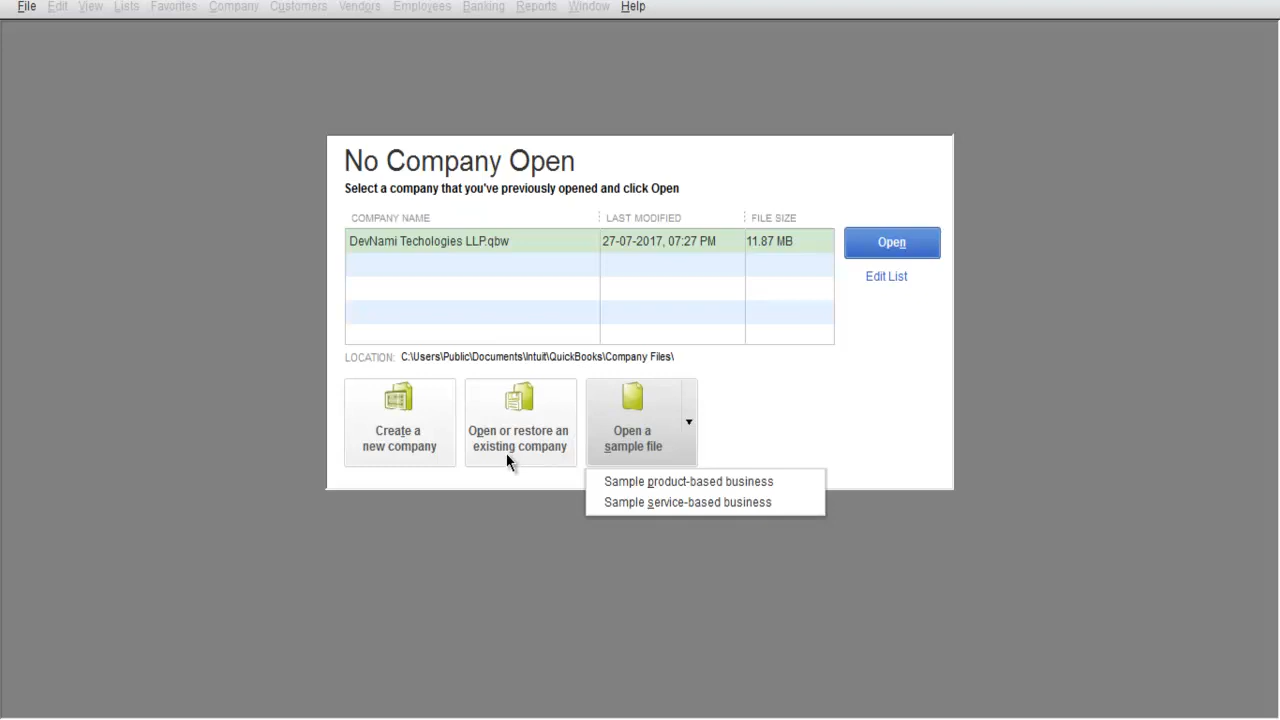 File Edit View Lists Favorites Company Customers Vendors Employees Banking Reports Window Help
No Company Open
Select a company that you've previously opened and click Open
COMPANY NAME LAST MODIFIED FILE SIZE
DevNami Techologies LLP.qbw 27-07-2017, 07:27 PM 11.87 MB
Open
Edit List
LOCATION: C:\Users\Public\Documents\Intuit\QuickBooks\Company Files\
Create a
new company
Open or restore an
existing company
Open a
sample file
Sample product-based business
Sample service-based business